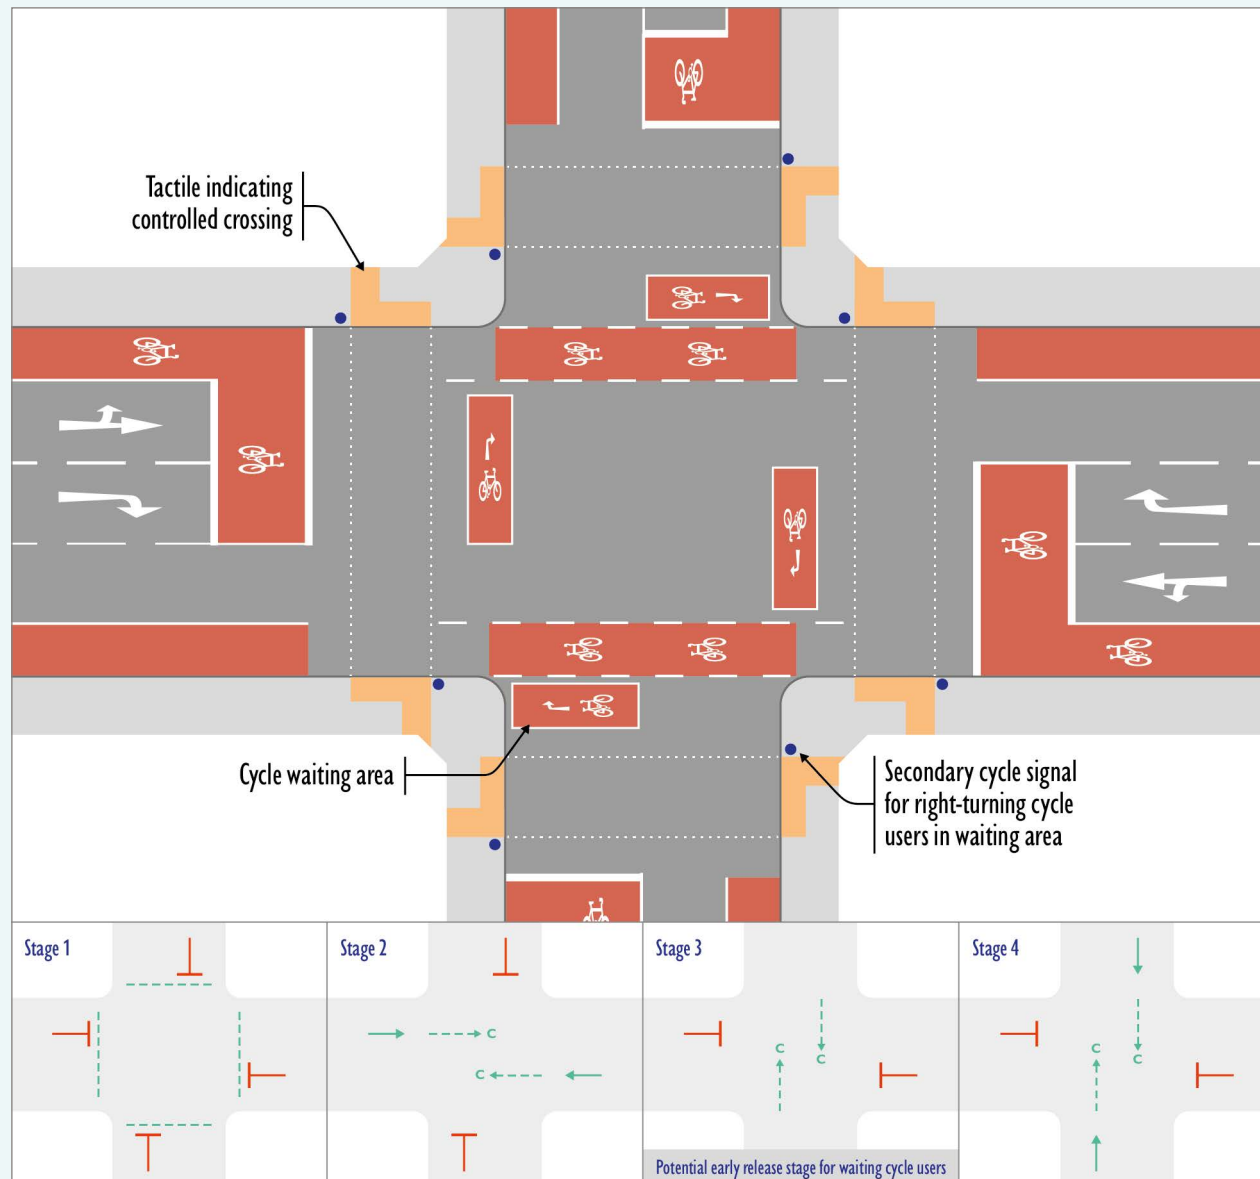 Tactile indicating
controlled crossing
Cycle waiting area
Secondary cycle signal
for right-turning cycle
users in waiting area
Stage 1
Stage 2
C
C
Stage 3
C
C
Potential early release stage for waiting cycle users
Stage 4
C
C